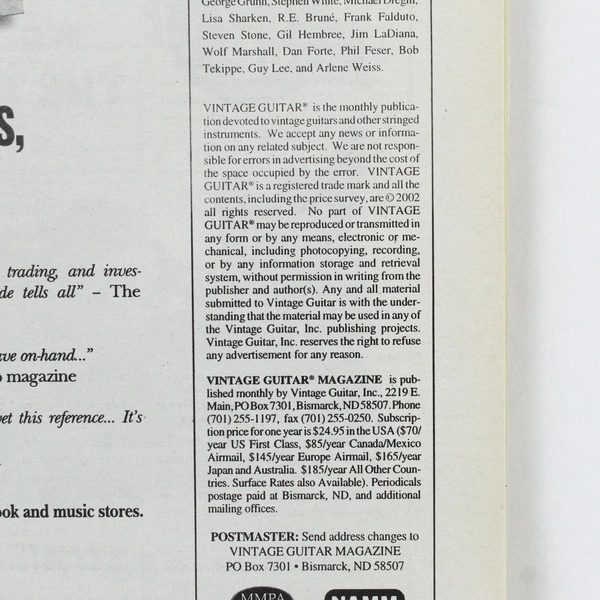 s,
trading, and inves-
de tells all” – The
ve on-hand...”
magazine
et this reference... It’s
ok and music stores.
George Gruhn, Stephen White, Michael Dregni,
Lisa Sharken, R.E. Bruné, Frank Falduto,
Steven Stone, Gil Hembree, Jim LaDiana,
Wolf Marshall, Dan Forte, Phil Feser, Bob
Tekippe, Guy Lee, and Arlene Weiss.
VINTAGE GUITAR® is the monthly publica-
tion devoted to vintage guitars and other stringed
instruments. We accept any news or informa-
tion on any related subject. We are not respon-
sible for errors in advertising beyond the cost of
the space occupied by the error. VINTAGE
GUITAR® is a registered trade mark and all the
contents, including the price survey, are © 2002
all rights reserved. No part of VINTAGE
GUITAR® may be reproduced or transmitted in
any form or by any means, electronic or me-
chanical, including photocopying, recording,
or by any information storage and retrieval
system, without permission in writing from the
publisher and author(s). Any and all material
submitted to Vintage Guitar is with the under-
standing that the material may be used in any of
the Vintage Guitar, Inc. publishing projects.
Vintage Guitar, Inc. reserves the right to refuse
any advertisement for any reason.
VINTAGE GUITAR® MAGAZINE is pub-
lished monthly by Vintage Guitar, Inc., 2219 E.
Main, PO Box 7301, Bismarck, ND 58507. Phone
(701) 255-1197, fax (701) 255-0250. Subscrip-
tion price for one year is $24.95 in the USA ($70/
year US First Class, $85/year Canada/Mexico
Airmail, $145/year Europe Airmail, $165/year
Japan and Australia. $185/year All Other Coun-
tries. Surface Rates also Available). Periodicals
postage paid at Bismarck, ND, and additional
mailing offices.
POSTMASTER: Send address changes to
VINTAGE GUITAR MAGAZINE
PO Box 7301 • Bismarck, ND 58507
MMPA
NAMM